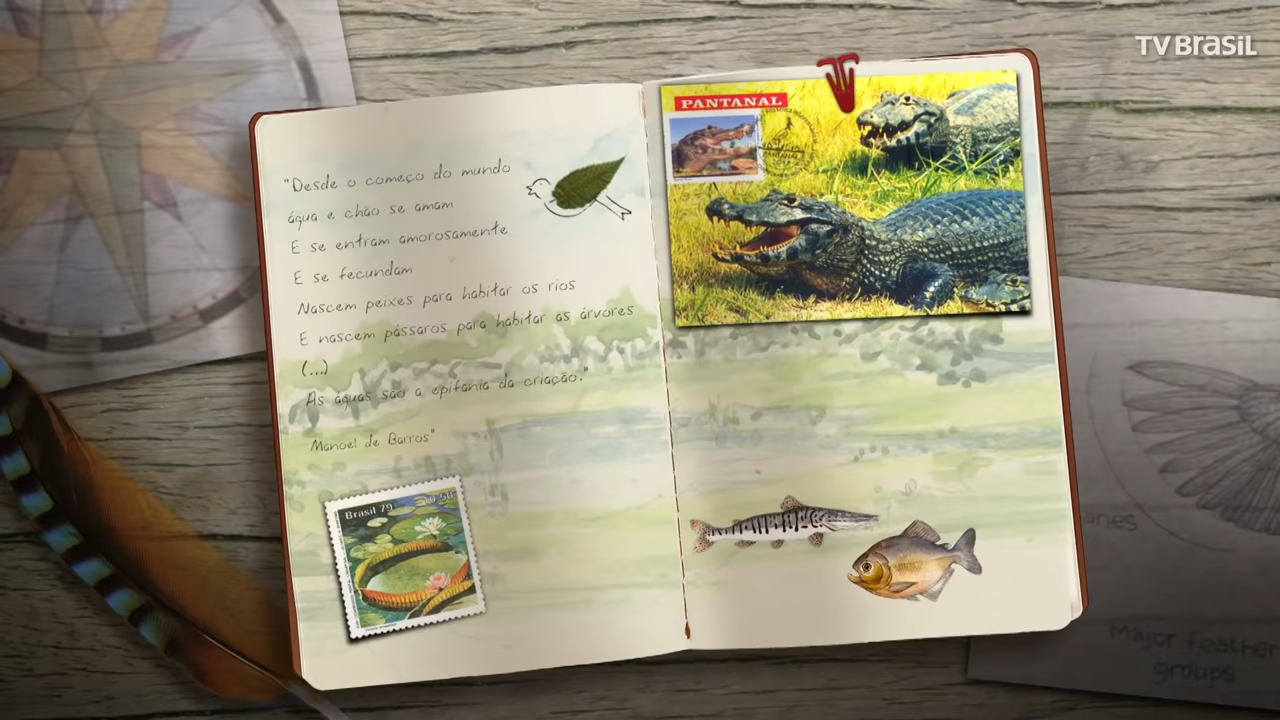 TV BRASIL
"Desde o começo do mundo
água e chão se amam
E se entram amorosamente
E se fecundam
Nascem peixes para habitar os rios
E nascem pássaros para habitar as árvores
(...)
As águas são a epifania da criação."
Manoel de Barros"
PANTANAL
PANTANAL
Brasil 79
Major feather
groups